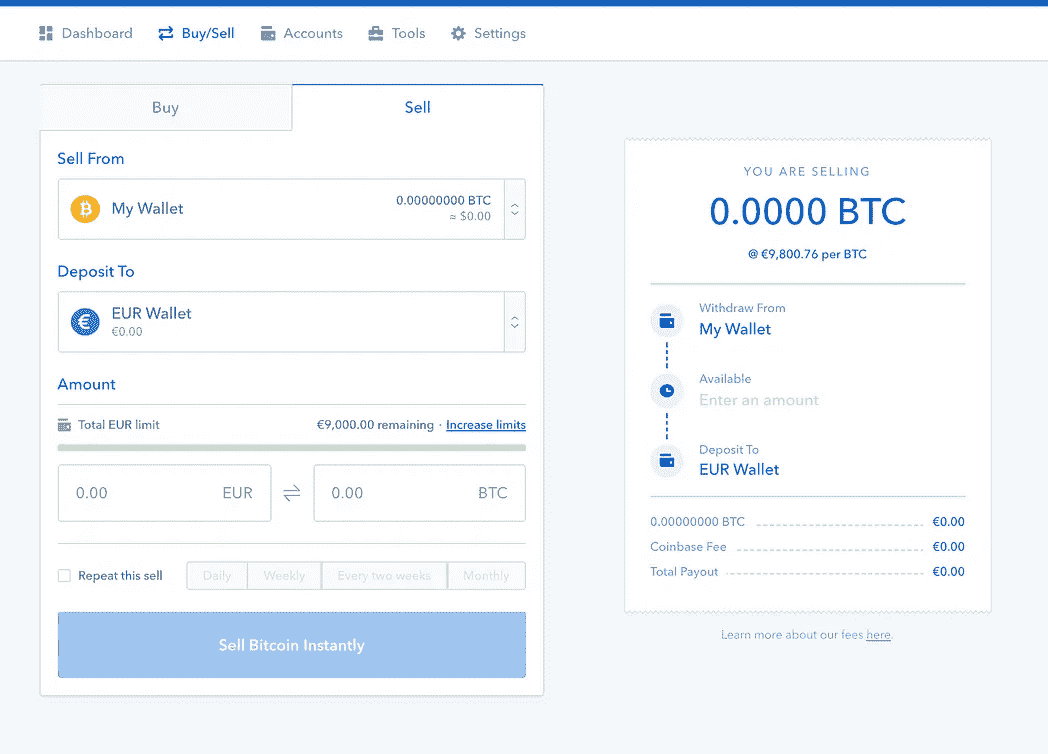 Dashboard Buy/Sell Accounts Tools Settings
Buy Sell
Sell From
My Wallet 0.00000000 BTC
≈ $0.00
Deposit To
EUR Wallet
€0.00
Amount
Total EUR limit €9,000.00 remaining · Increase limits
0.00 EUR 0.00 BTC
Repeat this sell Daily Weekly Every two weeks Monthly
Sell Bitcoin Instantly
YOU ARE SELLING
0.0000 BTC
@ €9,800.76 per BTC
Withdraw From
My Wallet
Available
Enter an amount
Deposit To
EUR Wallet
0.00000000 BTC €0.00
Coinbase Fee €0.00
Total Payout €0.00
Learn more about our fees here.